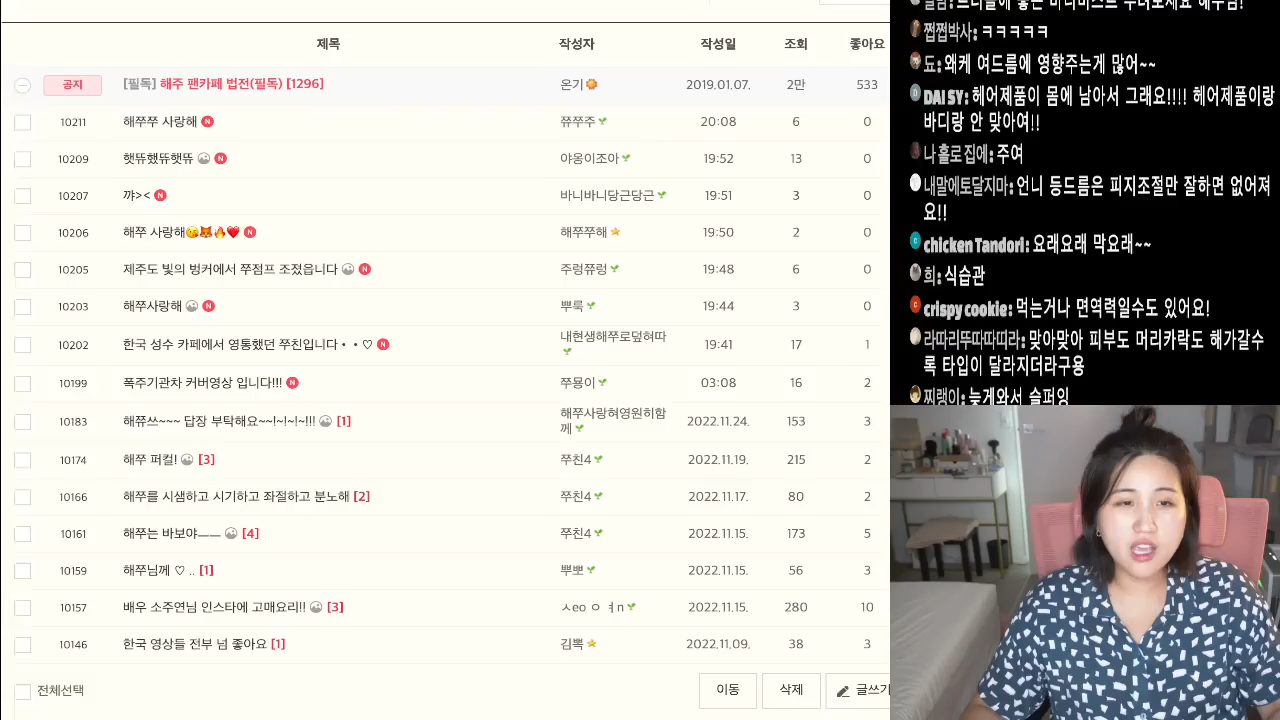 제목 작성자 작성일 조회 좋아요
공지 [필독] 해주 팬카페 법전(필독) [1296] 온기 2019.01.07. 2만 533
10211 해쭈쭈 사랑해 N 쮸쭈주 20:08 6 0
10209 햇뜌했뚜햇뜌 N 야옹이조아 19:52 13 0
10207 꺄>< N 바니바니당근당근 19:51 3 0
10206 해쭈 사랑해😘🦊🔥❤️ N 해쭈쭈해 19:50 2 0
10205 제주도 빛의 벙커에서 쭈점프 조졌읍니다 N 주렁쮸렁 19:48 6 0
10203 해쭈사랑해 N 뿌룩 19:44 3 0
10202 한국 성수 카페에서 영통했던 쭈친입니다・・♡ N 내현생해쭈로덮혀따 19:41 17 1
10199 폭주기관차 커버영상 입니다!!! N 쭈뭉이 03:08 16 2
10183 해쮸쓰~~~ 답장 부탁해요~~!~!~!~!!! [1] 해쭈사랑혀영원히함께 2022.11.24. 153 3
10174 해쭈 퍼컬! [3] 쭈친4 2022.11.19. 215 2
10166 해쭈를 시샘하고 시기하고 좌절하고 분노해 [2] 쭈친4 2022.11.17. 80 2
10161 해쭈는 바보야ㅡㅡ [4] 쭈친4 2022.11.15. 173 5
10159 해쭈님께 ♡ .. [1] 뿌뽀 2022.11.15. 56 3
10157 배우 소주연님 인스타에 고매요리!! [3] ㅅeo ㅇ ㅕn 2022.11.15. 280 10
10146 한국 영상들 전부 넘 좋아요 [1] 김뽁 2022.11.09. 38 3
전체선택 이동 삭제 글쓰기
쩝쩝박사: ㅋㅋㅋㅋㅋ
됴: 왜케 여드름에 영향주는게 많어~~
DAISY: 헤어제품이 몸에 남아서 그래요!!!! 헤어제품이랑
바디랑 안 맞아여!!
나 홀로 집에: 주여
내말에토달지마: 언니 등드름은 피지조절만 잘하면 없어져
요!!
chicken Tandori: 요래요래 막요래~~
희: 식습관
crispy cookie: 먹는거나 면역력일수도 있어요!
라따리뚜따따띠라: 맞아맞아 피부도 머리카락도 해가갈수
록 타입이 달라지더라구용
찌랭이: 늦게와서 슬퍼잉